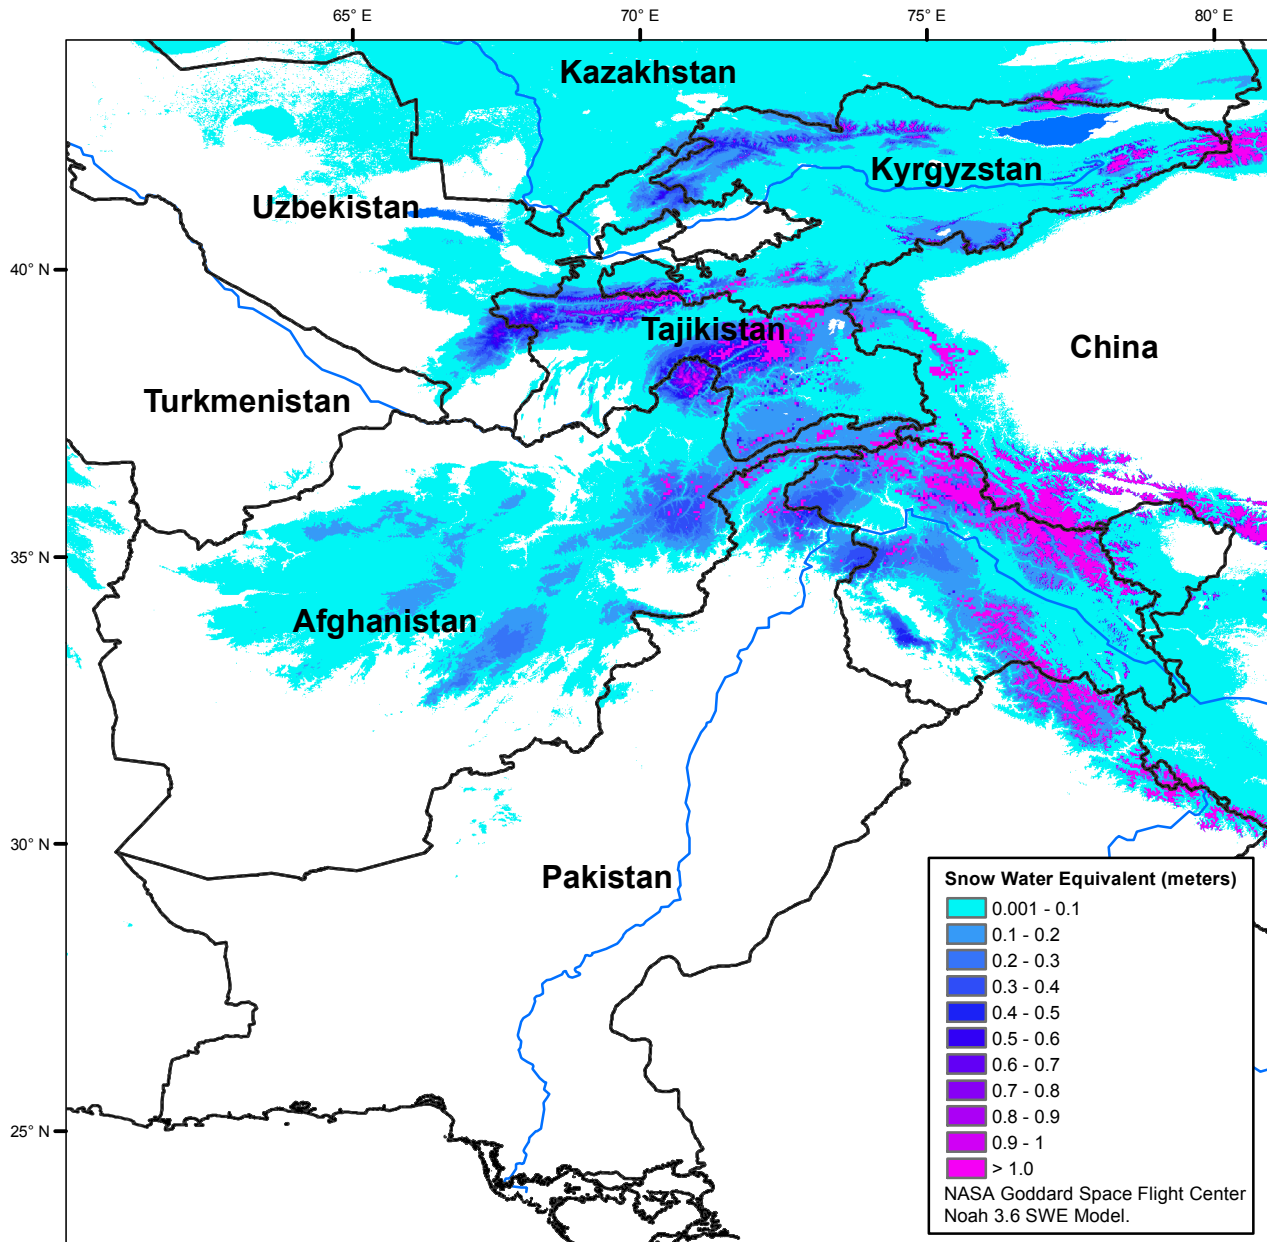 65° E
70° E
75° E
80° E
Kazakhstan
Kyrgyzstan
Uzbekistan
40° N
Tajikistan
China
Turkmenistan
35° N
Afghanistan
30° N
Pakistan
25° N
Snow Water Equivalent (meters)
0.001 - 0.1
0.1 - 0.2
0.2 - 0.3
0.3 - 0.4
0.4 - 0.5
0.5 - 0.6
0.6 - 0.7
0.7 - 0.8
0.8 - 0.9
0.9 - 1
> 1.0
NASA Goddard Space Flight Center
Noah 3.6 SWE Model.